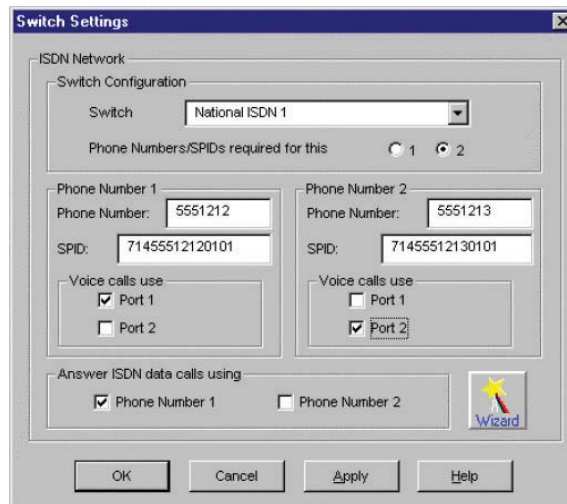 Switch Settings
ISDN Network
Switch Configuration
Switch National ISDN 1
Phone Numbers/SPIDs required for this 1 2
Phone Number 1
Phone Number: 5551212
SPID: 71455512120101
Voice calls use
Port 1
Port 2
Phone Number 2
Phone Number: 5551213
SPID: 71455512130101
Voice calls use
Port 1
Port 2
Answer ISDN data calls using
Phone Number 1 Phone Number 2
Wizard
OK Cancel Apply Help